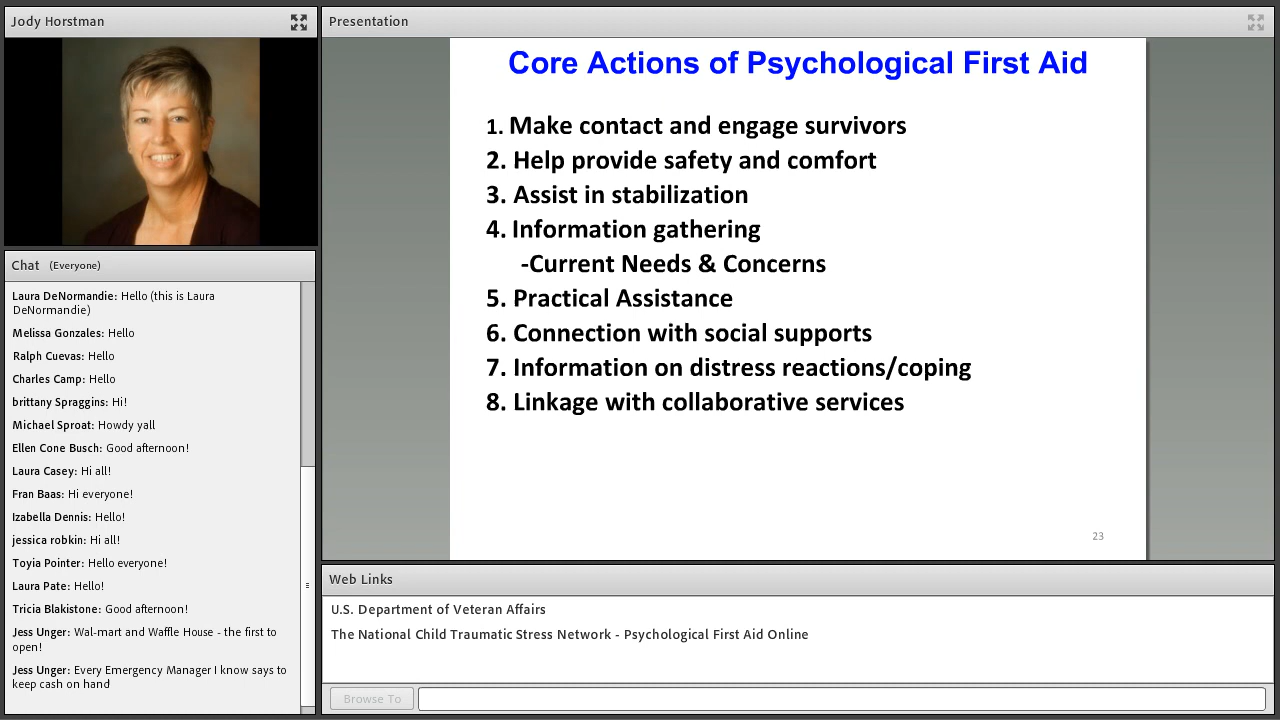 Jody Horstman
Chat (Everyone)
Laura DeNormandie: Hello (this is Laura
DeNormandie)
Melissa Gonzales: Hello
Ralph Cuevas: Hello
Charles Camp: Hello
brittany Spraggins: Hi!
Michael Sproat: Howdy yall
Ellen Cone Busch: Good afternoon!
Laura Casey: Hi all!
Fran Baas: Hi everyone!
Izabella Dennis: Hello!
jessica robkin: Hi all!
Toyia Pointer: Hello everyone!
Laura Pate: Hello!
Tricia Blakistone: Good afternoon!
Jess Unger: Wal-mart and Waffle House - the first to
open!
Jess Unger: Every Emergency Manager I know says to
keep cash on hand
Presentation
Core Actions of Psychological First Aid
1. Make contact and engage survivors
2. Help provide safety and comfort
3. Assist in stabilization
4. Information gathering
-Current Needs & Concerns
5. Practical Assistance
6. Connection with social supports
7. Information on distress reactions/coping
8. Linkage with collaborative services
23
Web Links
U.S. Department of Veteran Affairs
The National Child Traumatic Stress Network - Psychological First Aid Online
Browse To